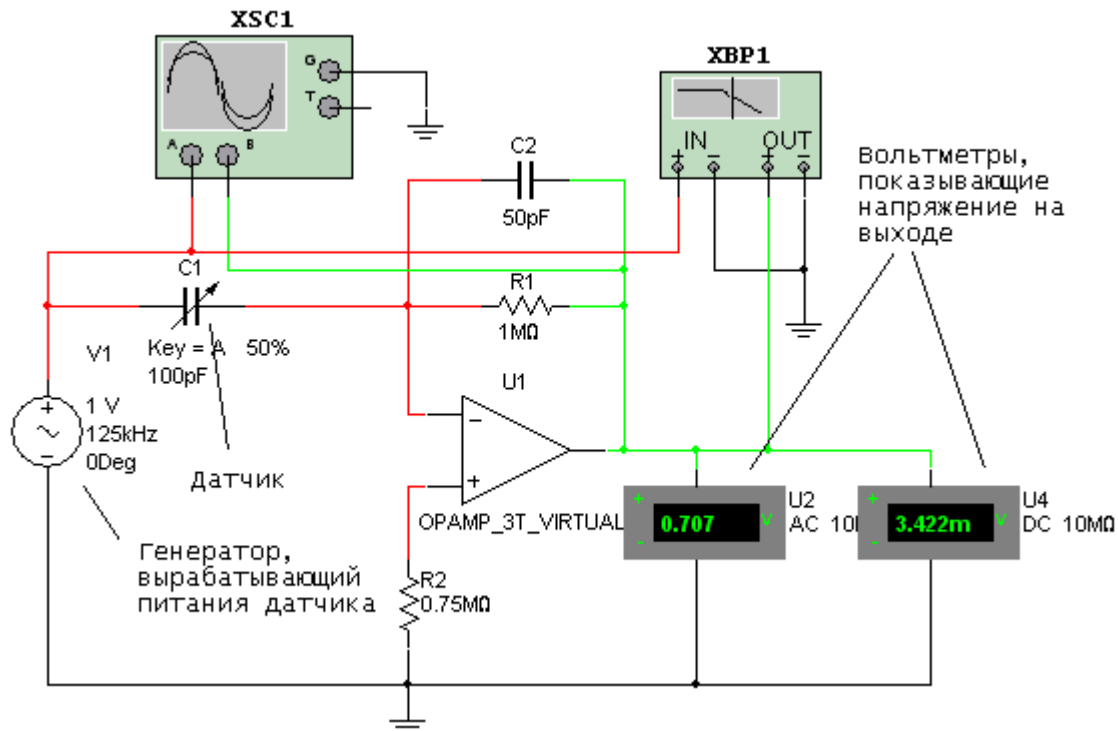 XSC1
G
T
A
B
XBP1
IN
OUT
+
−
+
−
C2
50pF
Вольтметры,
показывающие
напряжение на
выходе
C1
Key = A 50%
100pF
R1
1MΩ
V1
1 V
125kHz
0Deg
+
−
Датчик
U1
−
+
OPAMP_3T_VIRTUAL
+
−
0.707
V
U2
AC 10
+
−
3.422m
V
U4
DC 10MΩ
Генератор,
вырабатывающий
питания датчика
R2
0.75MΩ